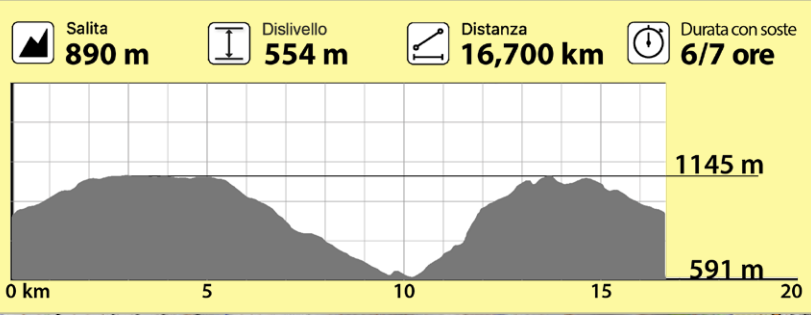 Salita
890 m
Dislivello
554 m
Distanza
16,700 km
Durata con soste
6/7 ore
1145 m
591 m
0 km 5 10 15 20